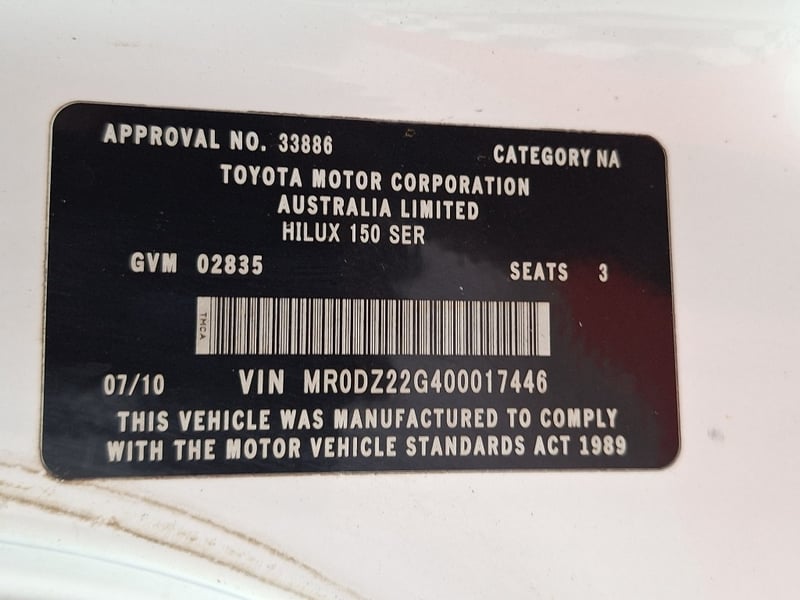 APPROVAL NO. 33886 CATEGORY NA
TOYOTA MOTOR CORPORATION
AUSTRALIA LIMITED
HILUX 150 SER
GVM 02835 SEATS 3
TMCA
07/10 VIN MR0DZ22G400017446
THIS VEHICLE WAS MANUFACTURED TO COMPLY
WITH THE MOTOR VEHICLE STANDARDS ACT 1989